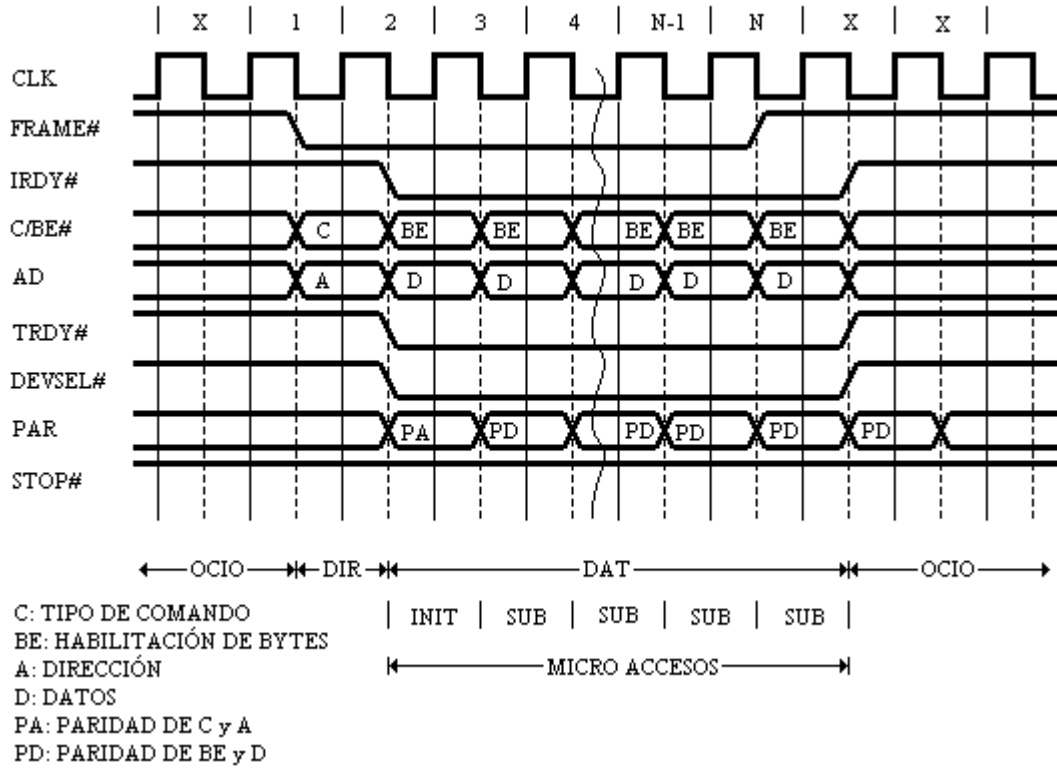 X 1 2 3 4 N-1 N X X
CLK
FRAME#
IRDY#
C/BE# C BE BE BE BE BE
AD A D D D D D
TRDY#
DEVSEL#
PAR PA PD PD PD PD PD
STOP#
OCIO DIR DAT OCIO
INIT SUB SUB SUB SUB
MICRO ACCESOS
C: TIPO DE COMANDO
BE: HABILITACIÓN DE BYTES
A: DIRECCIÓN
D: DATOS
PA: PARIDAD DE C y A
PD: PARIDAD DE BE y D